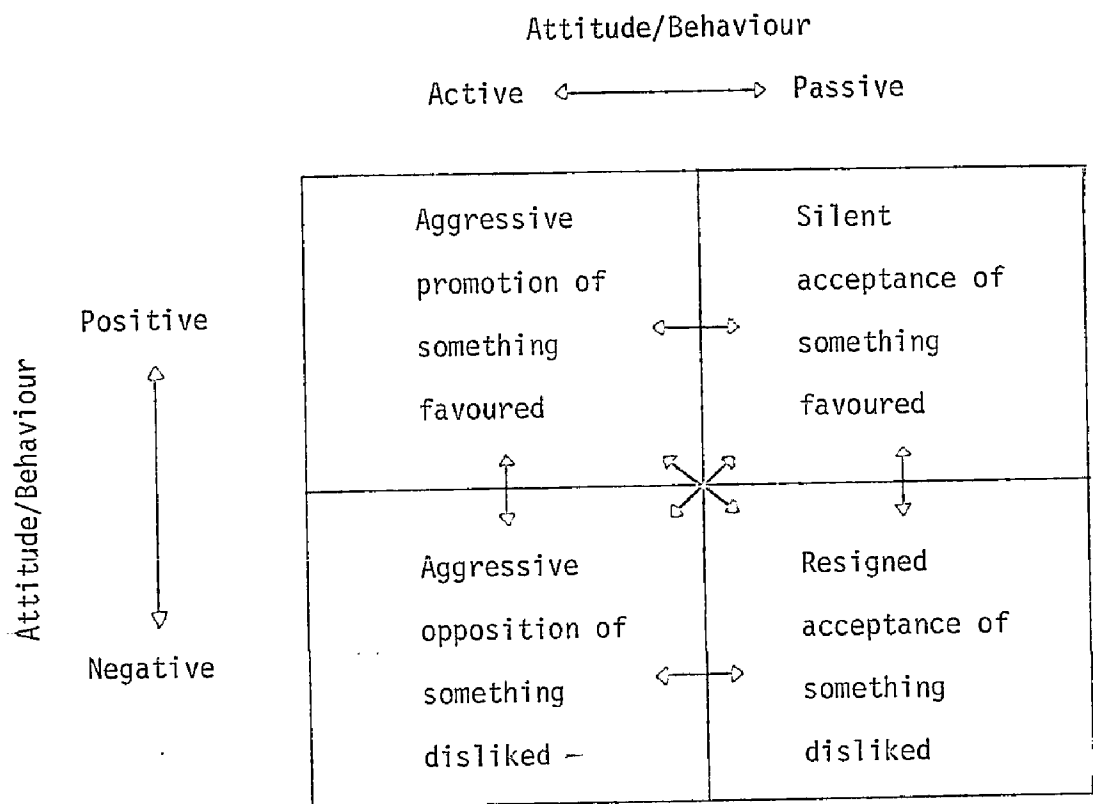 Attitude/Behaviour
Active
Passive
Attitude/Behaviour
Positive
Negative
Aggressive
promotion of
something
favoured
Silent
acceptance of
something
favoured
Aggressive
opposition of
something
disliked –
Resigned
acceptance of
something
disliked